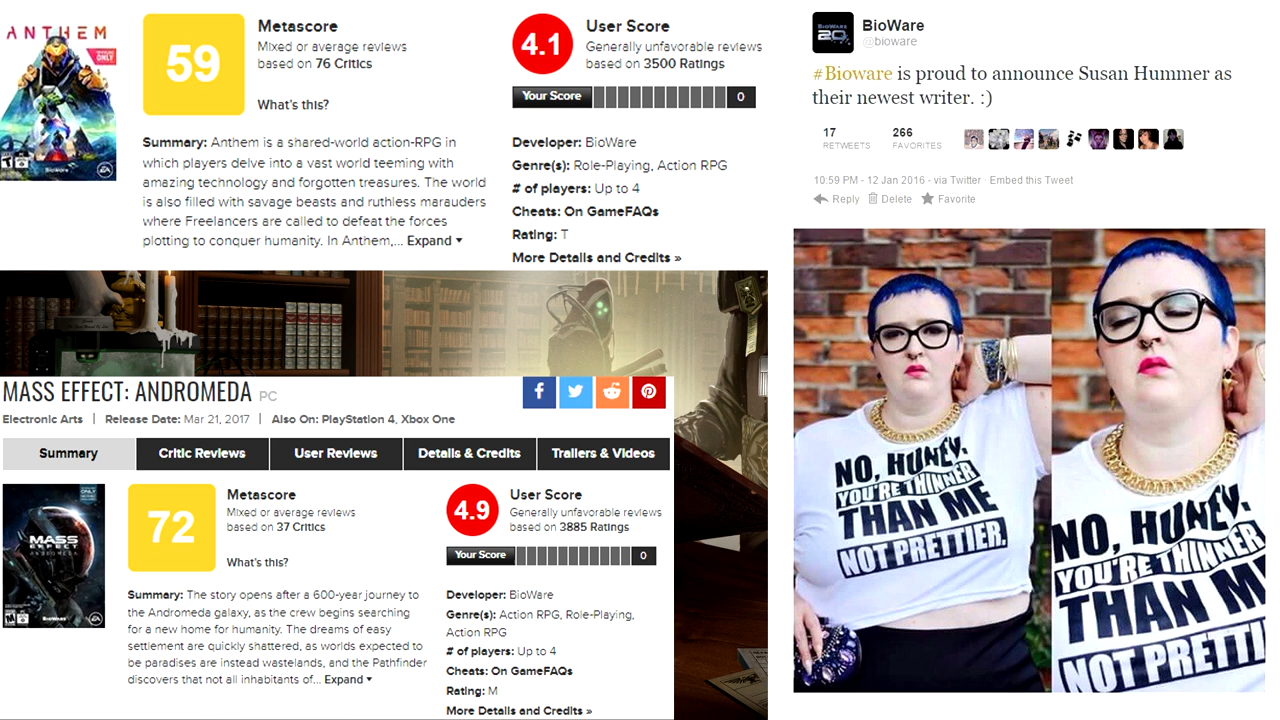 ANTHEM
59
Metascore
Mixed or average reviews
based on 76 Critics
What's this?
4.1
User Score
Generally unfavorable reviews
based on 3500 Ratings
Your Score
0
Summary: Anthem is a shared-world action-RPG in
which players delve into a vast world teeming with
amazing technology and forgotten treasures. The world
is also filled with savage beasts and ruthless marauders
where Freelancers are called to defeat the forces
plotting to conquer humanity. In Anthem,... Expand
Developer: BioWare
Genre(s): Role-Playing, Action RPG
# of players: Up to 4
Cheats: On GameFAQs
Rating: T
More Details and Credits »
BioWare
EA
MASS EFFECT: ANDROMEDA PC
Electronic Arts | Release Date: Mar 21, 2017 | Also On: PlayStation 4, Xbox One
Summary
Critic Reviews
User Reviews
Details & Credits
Trailers & Videos
MASS
EFFECT
ANDROMEDA
BIOWARE
EA
72
Metascore
Mixed or average reviews
based on 37 Critics
What's this?
4.9
User Score
Generally unfavorable reviews
based on 3885 Ratings
Your Score
0
Summary: The story opens after a 600-year journey to
the Andromeda galaxy, as the crew begins searching
for a new home for humanity. The dreams of easy
settlement are quickly shattered, as worlds expected to
be paradises are instead wastelands, and the Pathfinder
discovers that not all inhabitants of... Expand
Developer: BioWare
Genre(s): Action RPG, Role-Playing,
Action RPG
# of players: Up to 4
Cheats: On GameFAQs
Rating: M
More Details and Credits »
BIOWARE
20
BioWare
@bioware
#Bioware is proud to announce Susan Hummer as
their newest writer. :)
17
RETWEETS
266
FAVORITES
10:59 PM - 12 Jan 2016 - via Twitter · Embed this Tweet
Reply Delete Favorite
NO, HUNEY.
YOU'RE THINNER
THAN ME
NOT PRETTIER.
NO, HUNEY.
YOU'RE THINNER
THAN M
NOT PRETTI